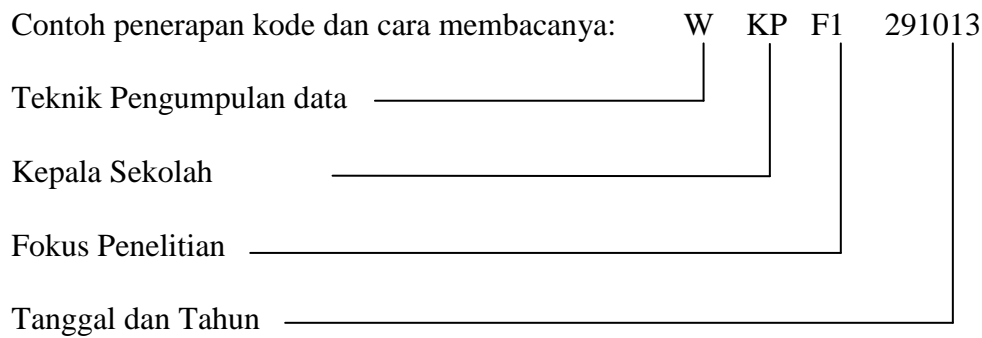 Contoh penerapan kode dan cara membacanya: W KP F1 291013
Teknik Pengumpulan data
Kepala Sekolah
Fokus Penelitian
Tanggal dan Tahun